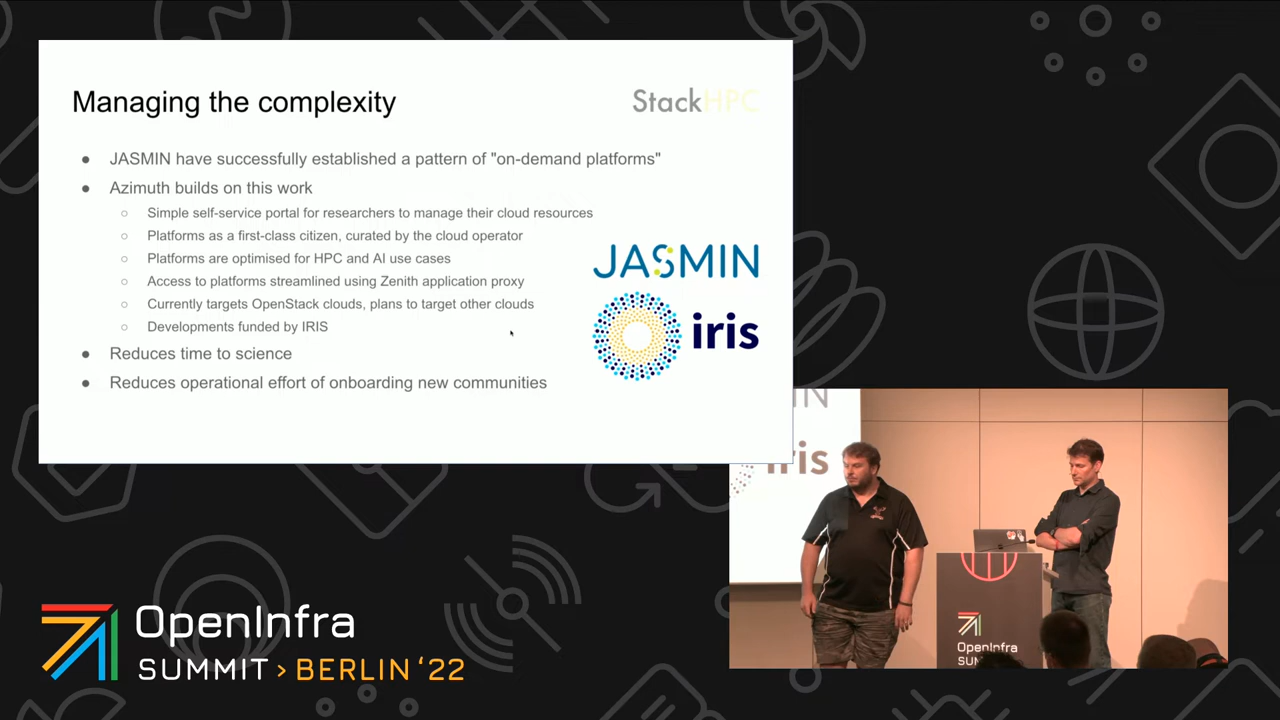 Managing the complexity
StackHPC
● JASMIN have successfully established a pattern of "on-demand platforms"
● Azimuth builds on this work
○ Simple self-service portal for researchers to manage their cloud resources
○ Platforms as a first-class citizen, curated by the cloud operator
○ Platforms are optimised for HPC and AI use cases
○ Access to platforms streamlined using Zenith application proxy
○ Currently targets OpenStack clouds, plans to target other clouds
○ Developments funded by IRIS
● Reduces time to science
● Reduces operational effort of onboarding new communities
JASMIN
iris
IN
iris
OpenInfra
SUM
OpenInfra
SUMMIT > BERLIN ‘22